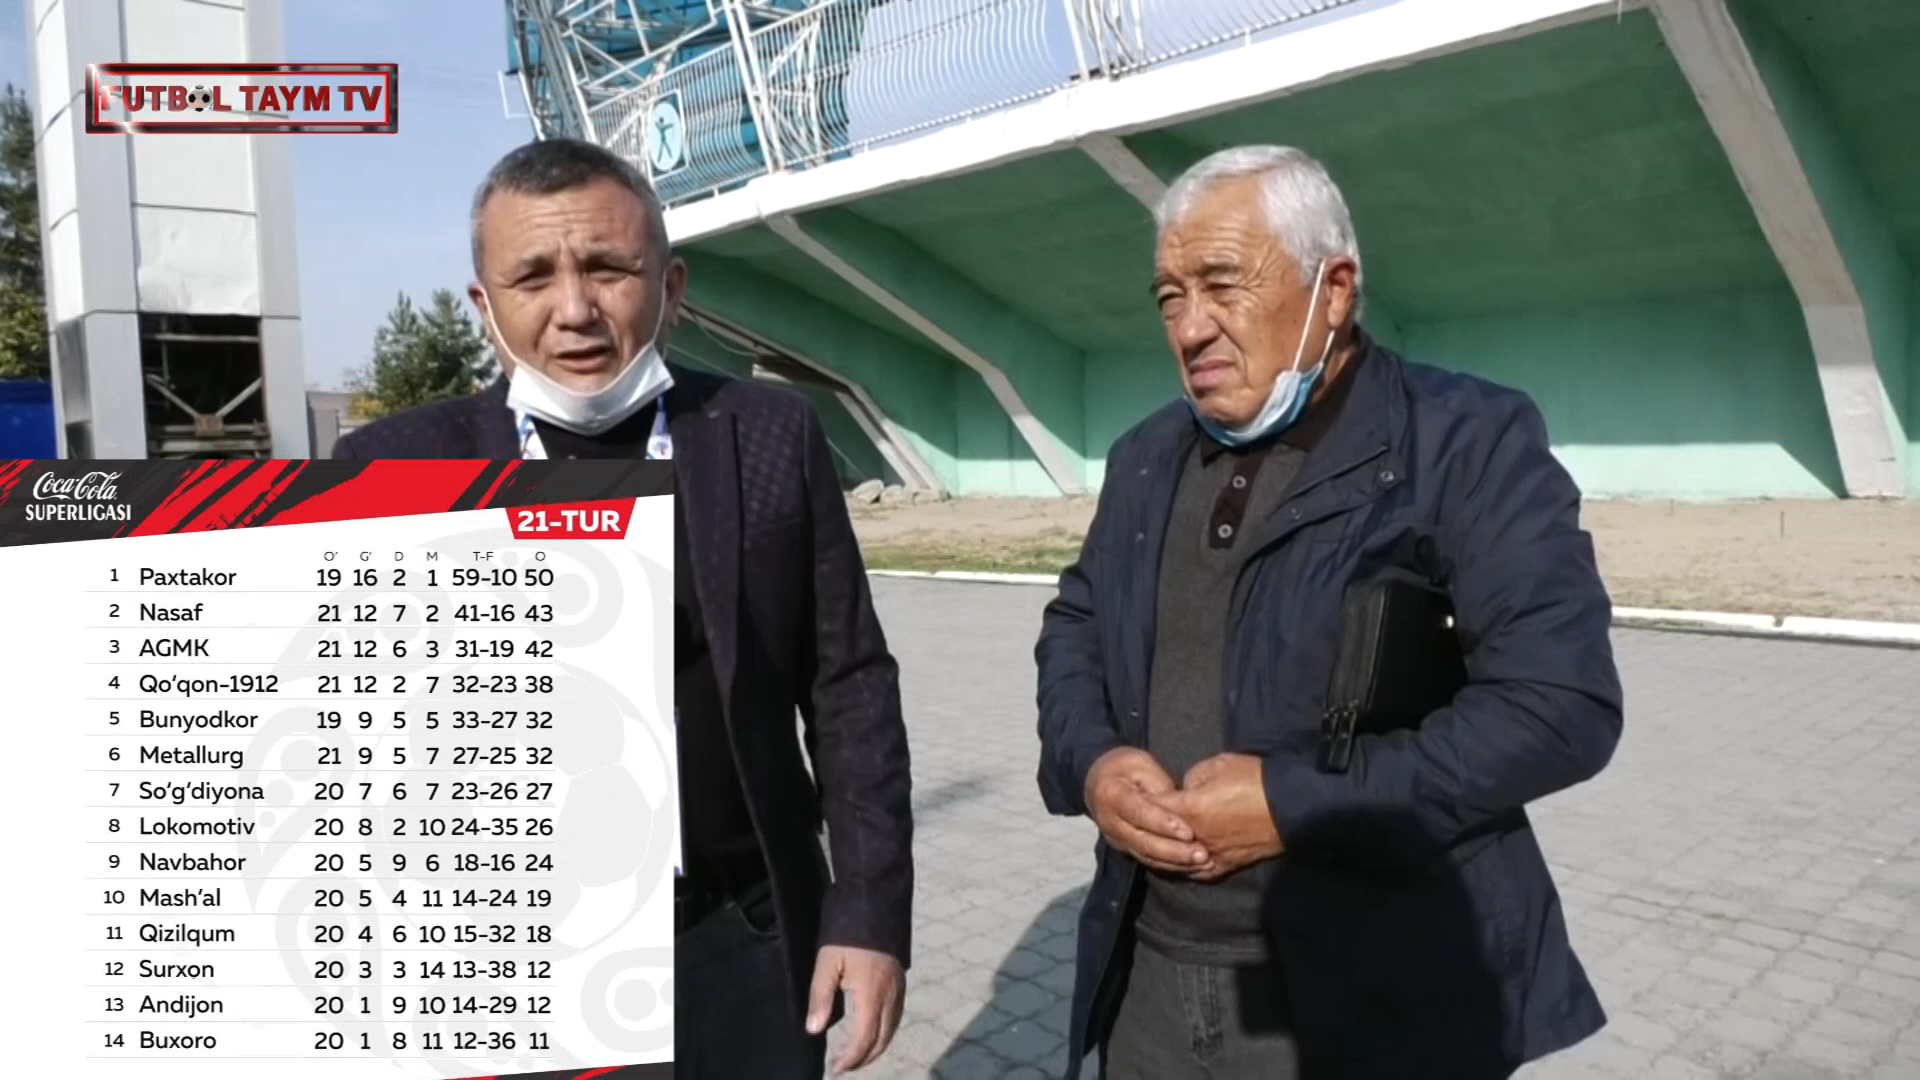 FUTBOL TAYM TV
Coca-Cola
SUPERLIGASI
21-TUR
O' G' D M T-F O
1 Paxtakor 19 16 2 1 59-10 50
2 Nasaf 21 12 7 2 41-16 43
3 AGMK 21 12 6 3 31-19 42
4 Qo‘qon-1912 21 12 2 7 32-23 38
5 Bunyodkor 19 9 5 5 33-27 32
6 Metallurg 21 9 5 7 27-25 32
7 So‘g‘diyona 20 7 6 7 23-26 27
8 Lokomotiv 20 8 2 10 24-35 26
9 Navbahor 20 5 9 6 18-16 24
10 Mash’al 20 5 4 11 14-24 19
11 Qizilqum 20 4 6 10 15-32 18
12 Surxon 20 3 3 14 13-38 12
13 Andijon 20 1 9 10 14-29 12
14 Buxoro 20 1 8 11 12-36 11